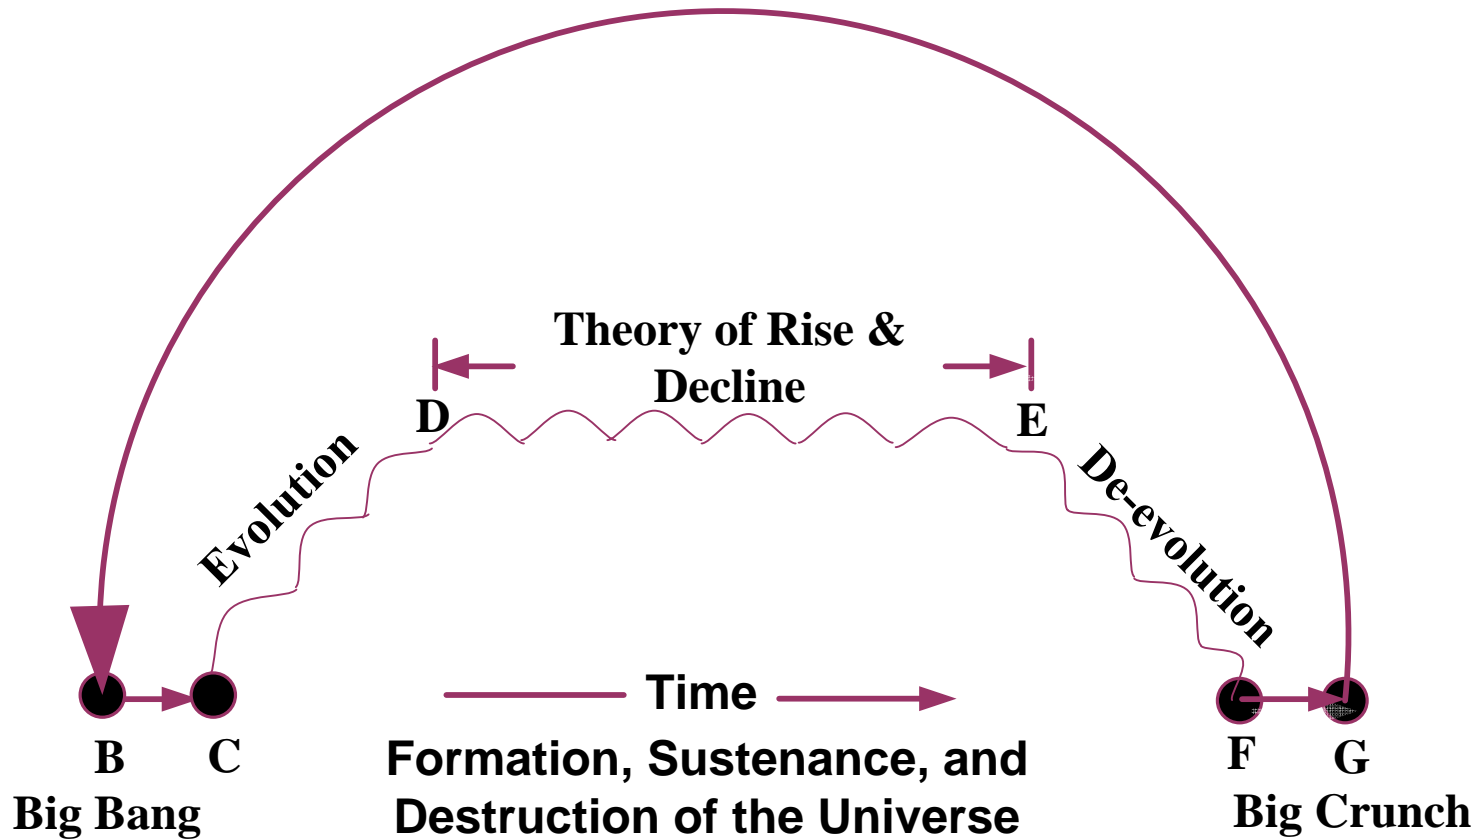 Theory of Rise &
Decline
D
E
Evolution
De-evolution
Time
B
C
F
G
Big Bang
Formation, Sustenance, and
Destruction of the Universe
Big Crunch